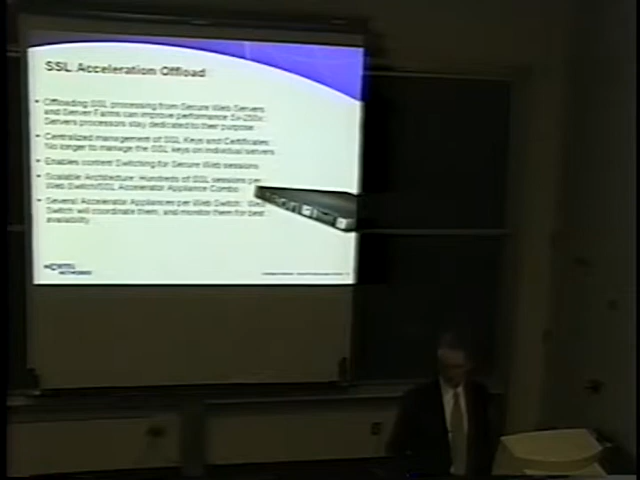 SSL Acceleration Offload
Offloading SSL processing from Secure Web Servers
and Server Farms can improve performance 5x-200x.
Servers processors stay dedicated to their purpose.
Centralized management of SSL Keys and Certificates.
No longer to manage the SSL keys on individual servers
Enables content Switching for Secure Web sessions
Scalable Architecture: Hundreds of SSL sessions per
Web Switch/SSL Accelerator Appliance Combo
Several Accelerator Appliances per Web Switch. Web
Switch will coordinate them, and monitor them for best
availability
NORTEL
NETWORKS